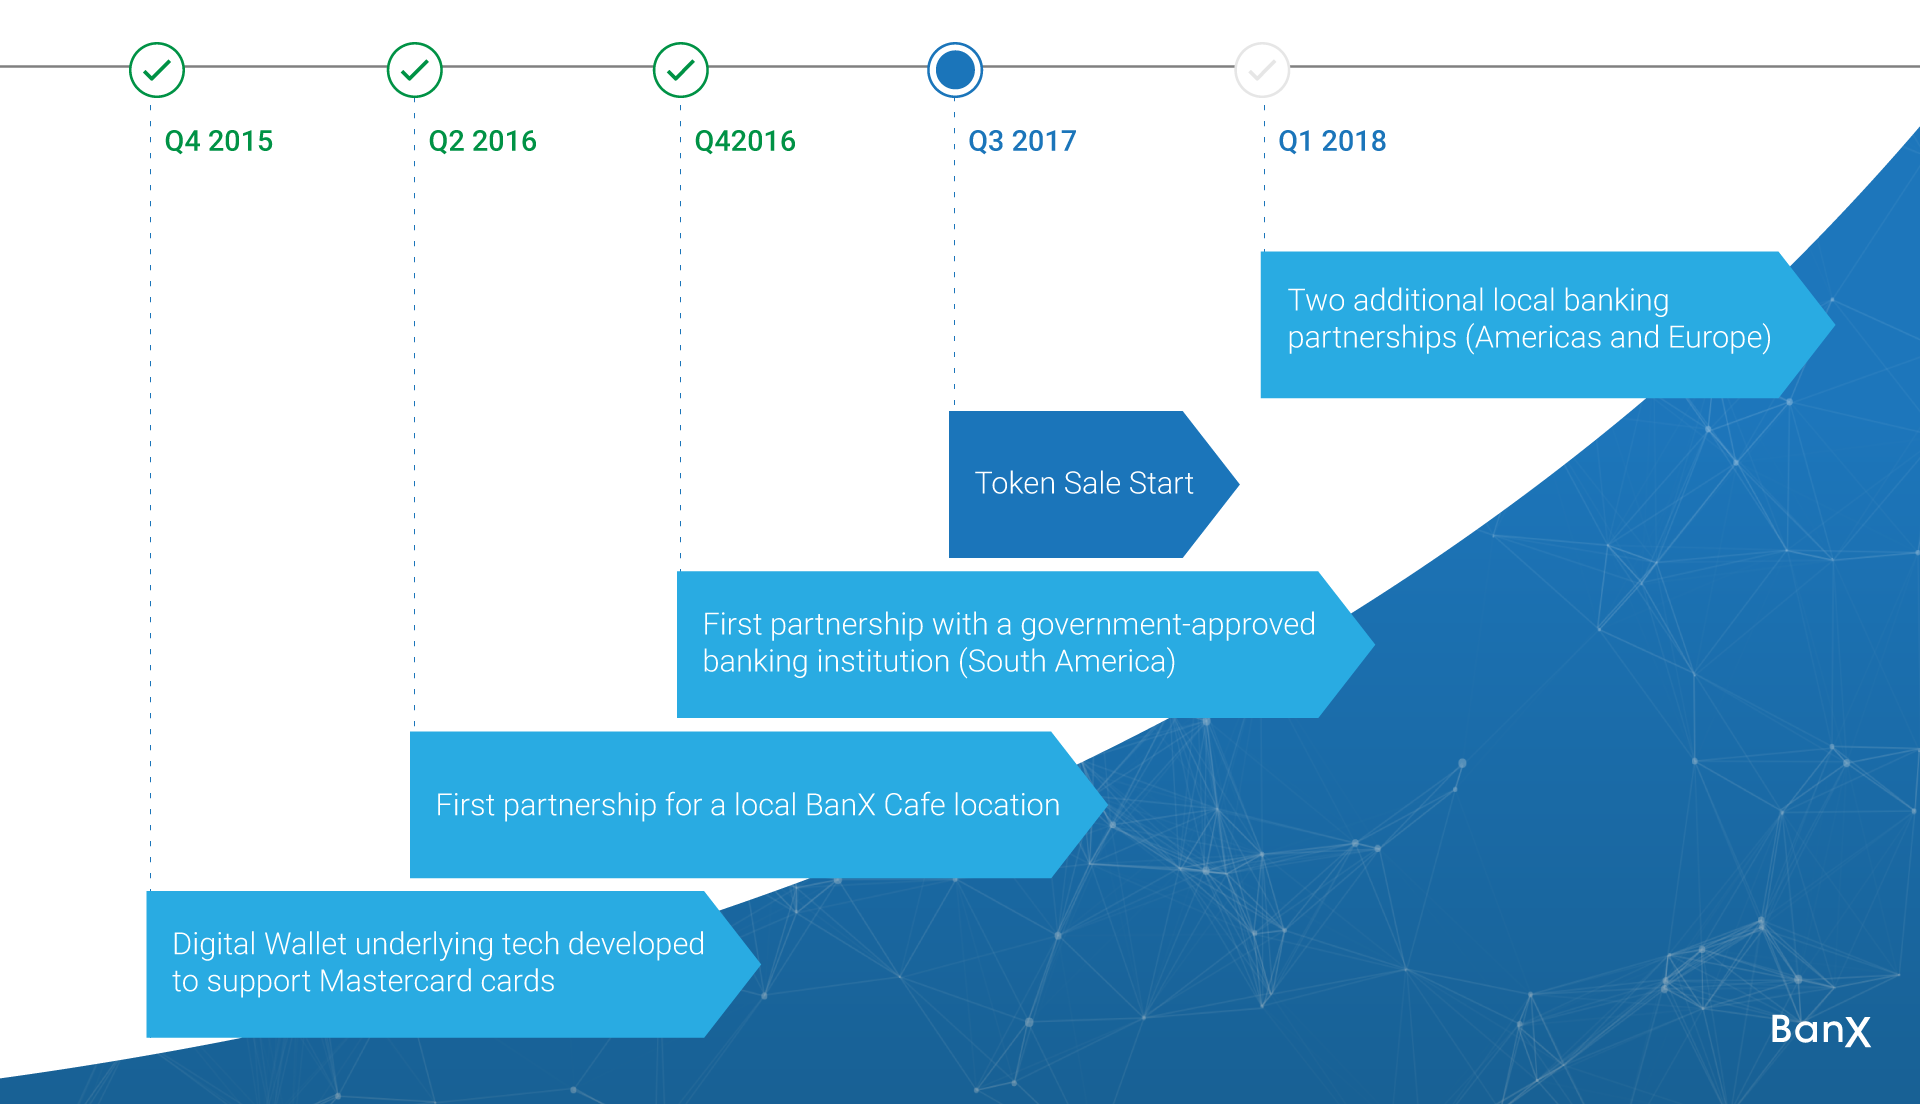 Q4 2015
Q2 2016
Q42016
Q3 2017
Q1 2018
Two additional local banking
partnerships (Americas and Europe)
Token Sale Start
First partnership with a government-approved
banking institution (South America)
First partnership for a local BanX Cafe location
Digital Wallet underlying tech developed
to support Mastercard cards
BanX